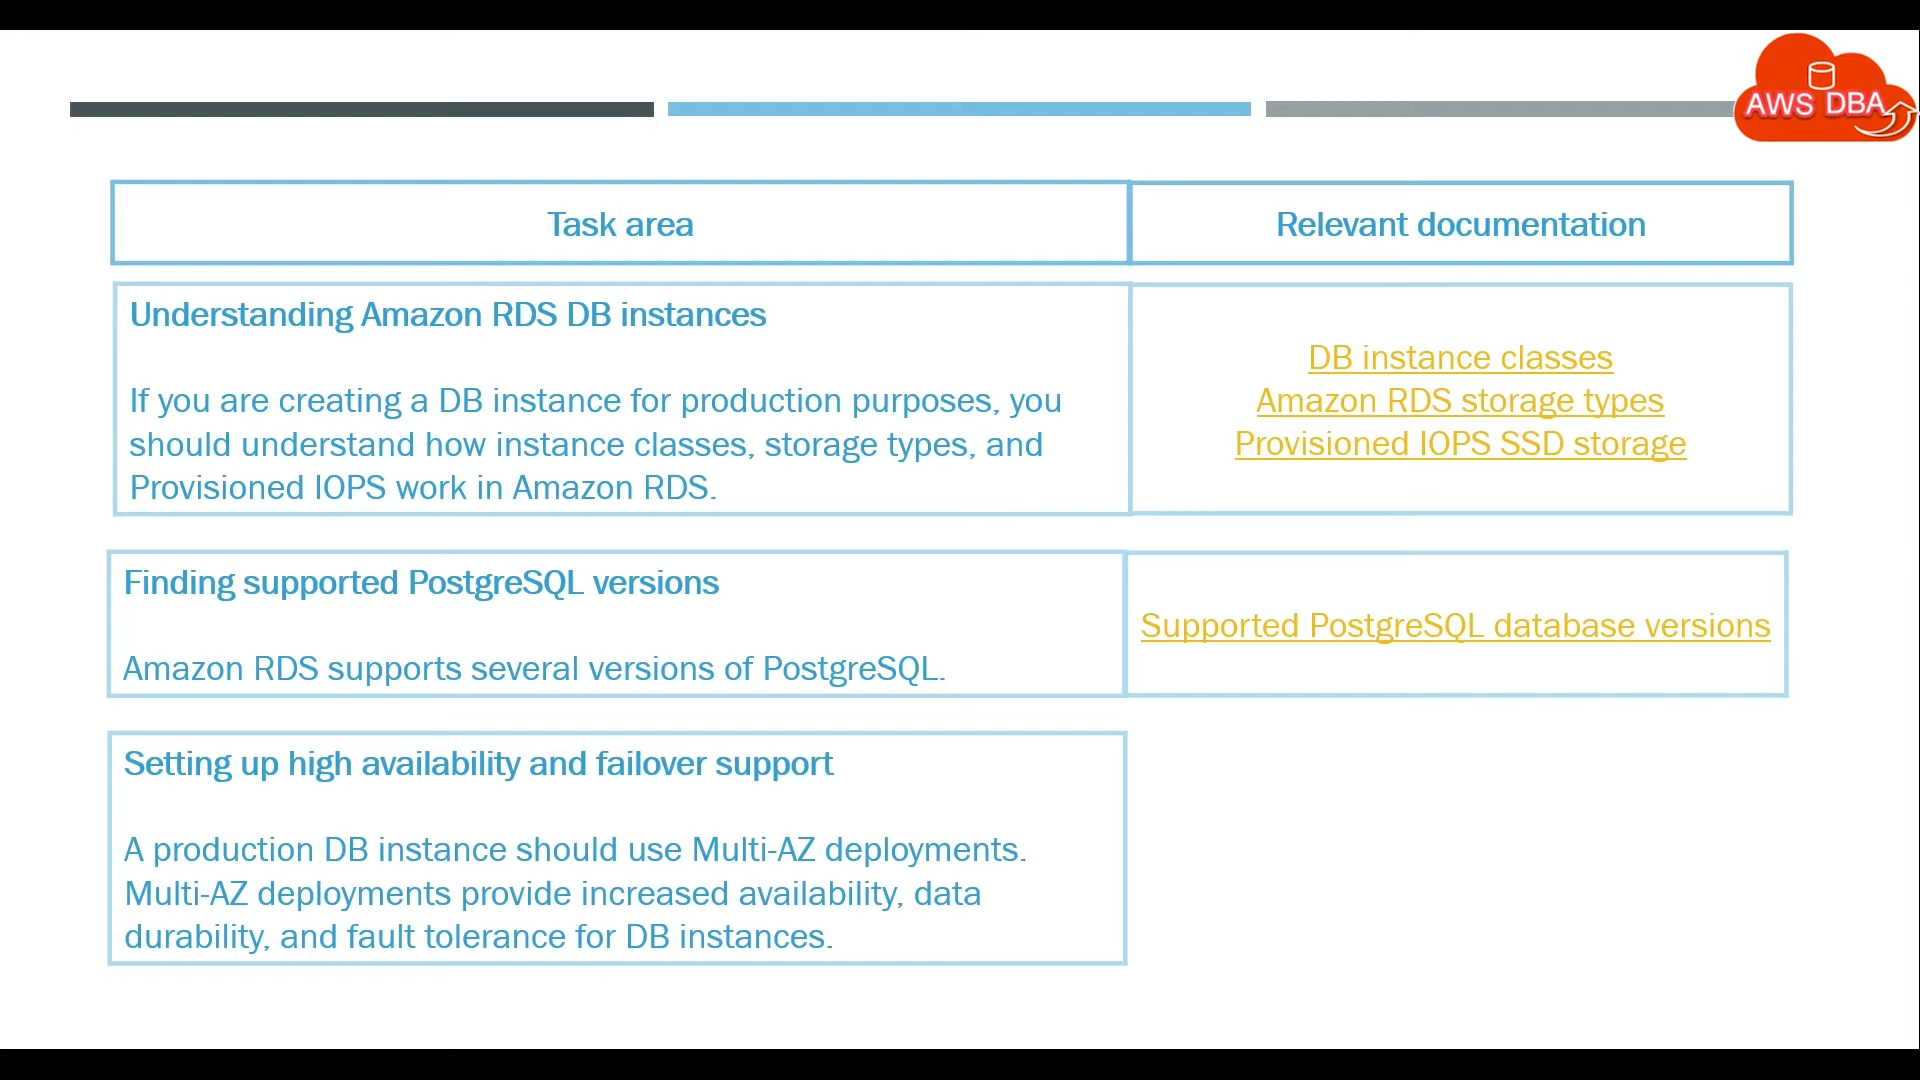 AWS DBA
Task area
Relevant documentation
Understanding Amazon RDS DB instances
If you are creating a DB instance for production purposes, you
should understand how instance classes, storage types, and
Provisioned IOPS work in Amazon RDS.
DB instance classes
Amazon RDS storage types
Provisioned IOPS SSD storage
Finding supported PostgreSQL versions
Amazon RDS supports several versions of PostgreSQL.
Supported PostgreSQL database versions
Setting up high availability and failover support
A production DB instance should use Multi-AZ deployments.
Multi-AZ deployments provide increased availability, data
durability, and fault tolerance for DB instances.